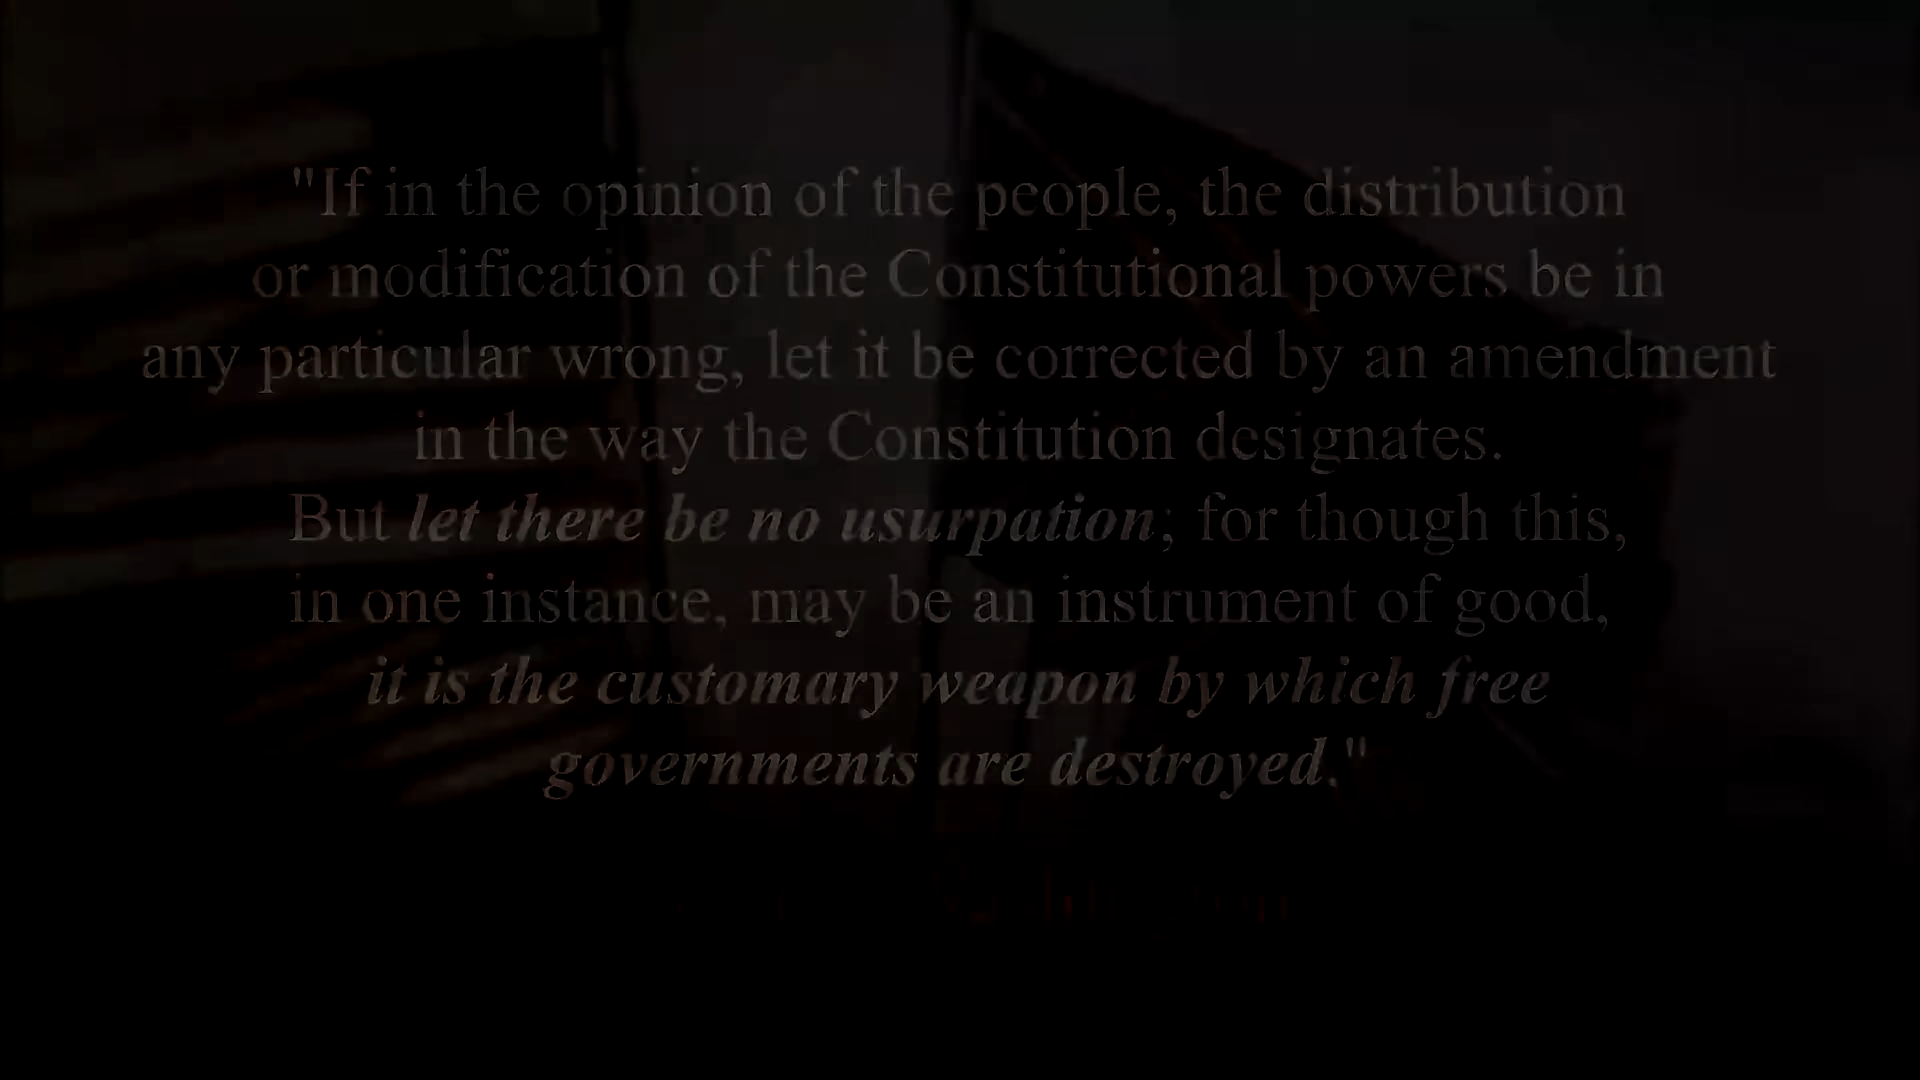 "If in the opinion of the people, the distribution
or modification of the Constitutional powers be in
any particular wrong, let it be corrected by an amendment
in the way the Constitution designates.
But let there be no usurpation; for though this,
in one instance, may be an instrument of good,
it is the customary weapon by which free
governments are destroyed."